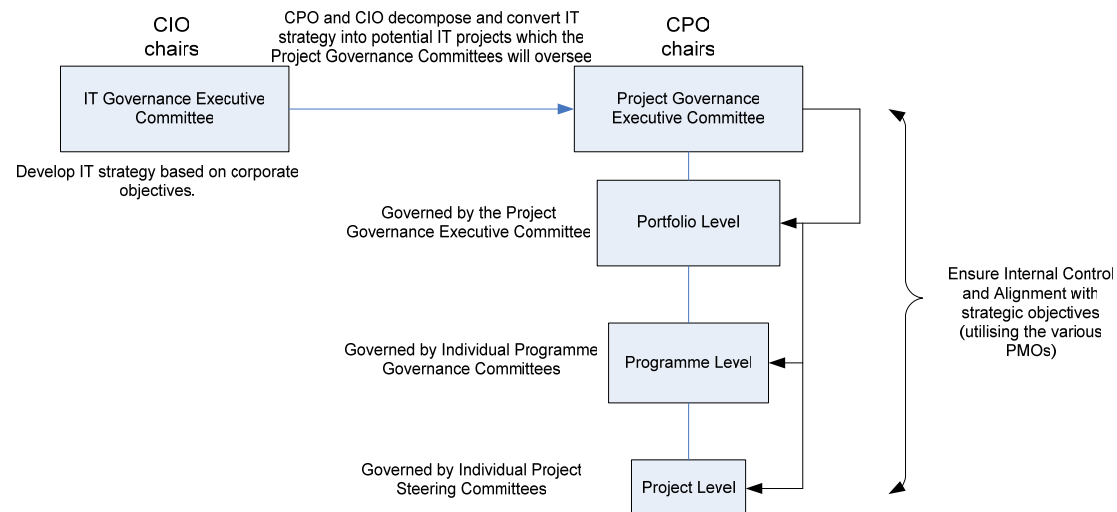 CIO
chairs
CPO and CIO decompose and convert IT
strategy into potential IT projects which the
Project Governance Committees will oversee
CPO
chairs
IT Governance Executive
Committee
Project Governance
Executive Committee
Develop IT strategy based on corporate
objectives.
Governed by the Project
Governance Executive Committee
Portfolio Level
Ensure Internal Control
and Alignment with
strategic objectives
(utilising the various
PMOs)
Governed by Individual Programme
Governance Committees
Programme Level
Governed by Individual Project
Steering Committees
Project Level